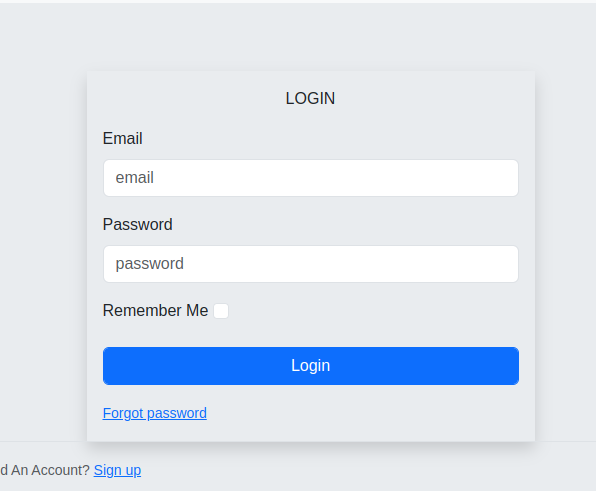 LOGIN
Email
email
Password
password
Remember Me
Login
Forgot password
d An Account? Sign up